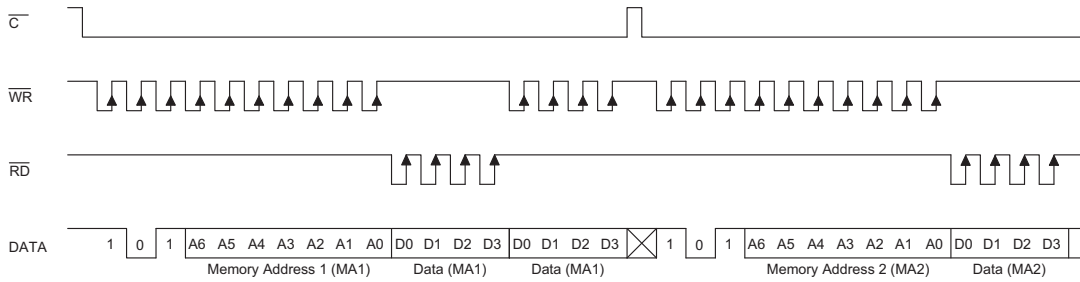 C
WR
RD
DATA 1 0 1 A6 A5 A4 A3 A2 A1 A0 D0 D1 D2 D3 D0 D1 D2 D3 1 0 1 A6 A5 A4 A3 A2 A1 A0 D0 D1 D2 D3
Memory Address 1 (MA1) Data (MA1) Data (MA1) Memory Address 2 (MA2) Data (MA2)